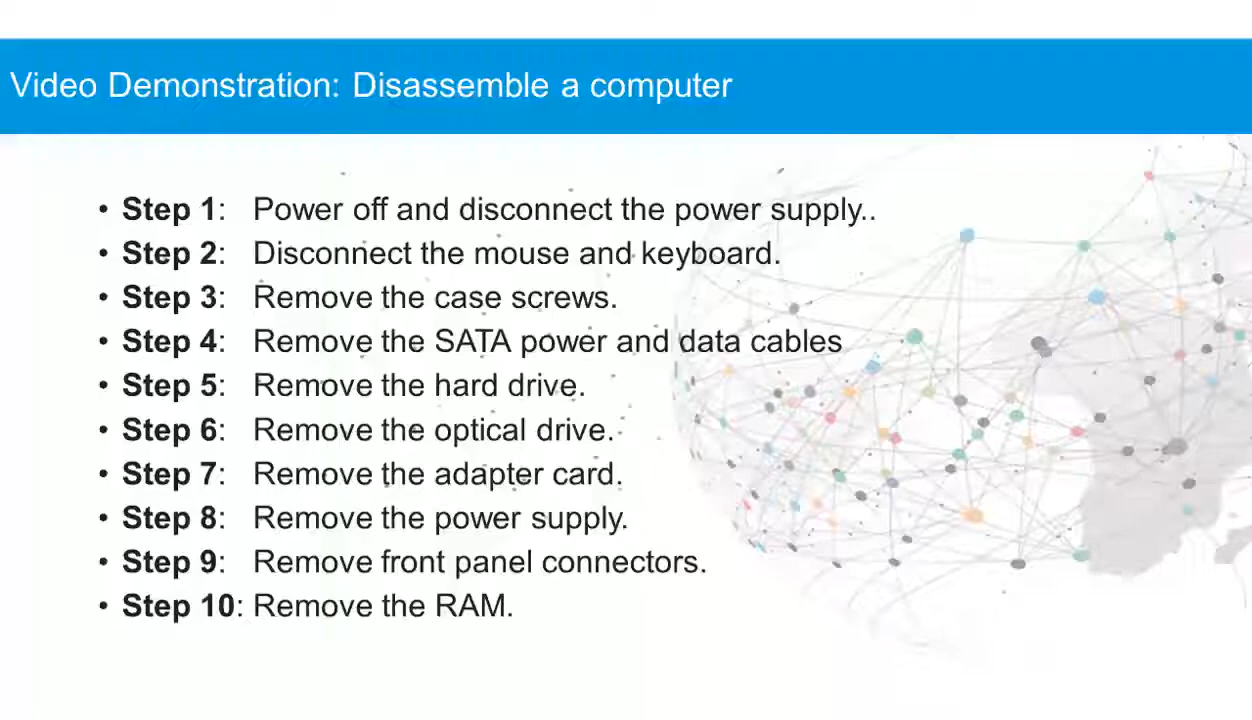 Video Demonstration: Disassemble a computer
• Step 1: Power off and disconnect the power supply..
• Step 2: Disconnect the mouse and keyboard.
• Step 3: Remove the case screws.
• Step 4: Remove the SATA power and data cables
• Step 5: Remove the hard drive.
• Step 6: Remove the optical drive.
• Step 7: Remove the adapter card.
• Step 8: Remove the power supply.
• Step 9: Remove front panel connectors.
• Step 10: Remove the RAM.